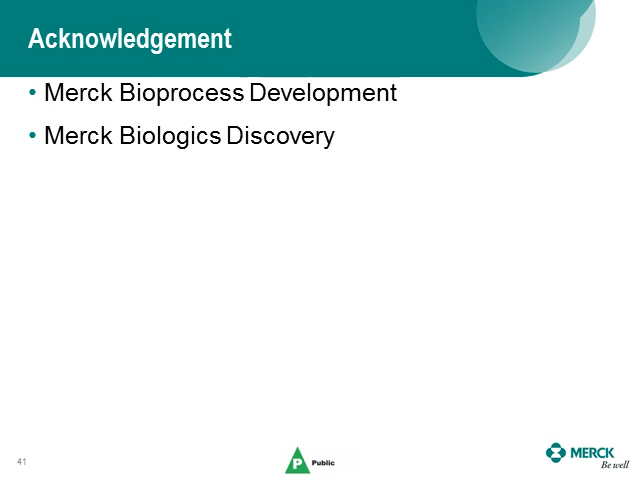 Acknowledgement
• Merck Bioprocess Development
• Merck Biologics Discovery
41
P Public
MERCK
Be well